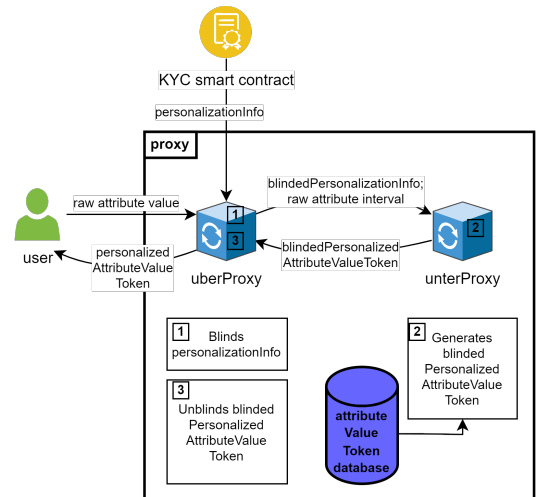 KYC smart contract
personalizationInfo
proxy
raw attribute value
blindedPersonalizationInfo;
raw attribute interval
1
3
2
personalized
AttributeValue
Token
blindedPersonalized
AttributeValueToken
user
uberProxy
unterProxy
1
Blinds
personalizationInfo
2
Generates
blinded
Personalized
AttributeValue
Token
3
Unblinds blinded
Personalized
AttributeValue
Token
attribute
Value
Token
database